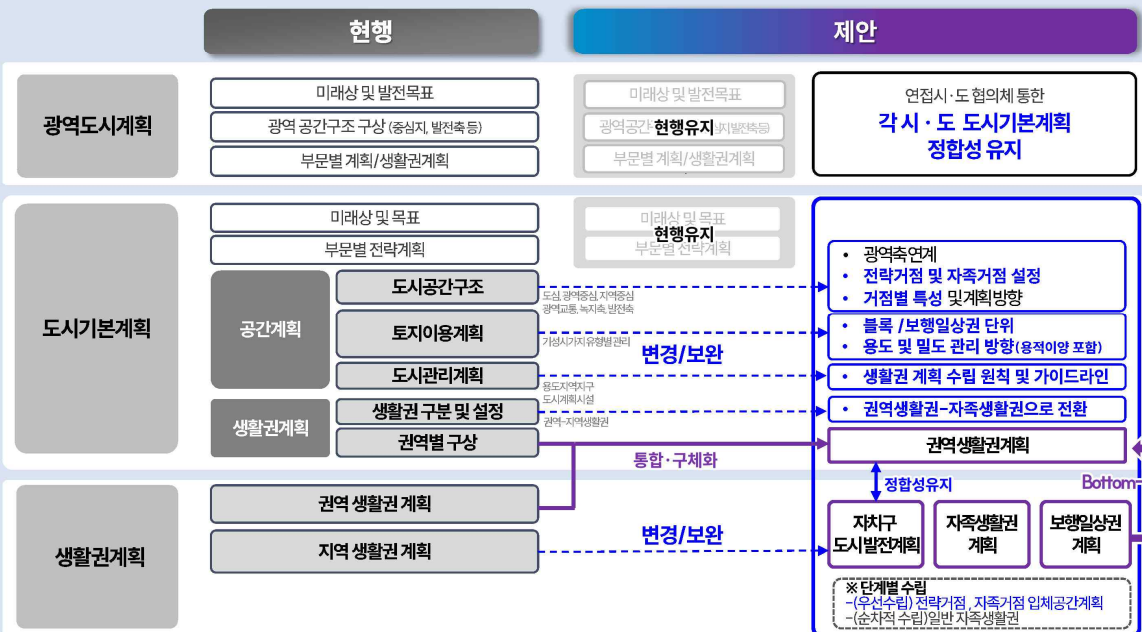 현행
제안
광역도시계획
미래상 및 발전목표
광역 공간구조 구상 (중심지, 발전축 등)
부문별 계획/생활권계획
미래상 및 발전목표
광역공간
현행유지
부문별 계획/생활권계획
연접시·도 협의체 통한
각 시·도 도시기본계획
정합성 유지
도시기본계획
미래상 및 목표
부문별 전략계획
공간계획
도시공간구조
토지이용계획
도시관리계획
생활권계획
생활권 구분 및 설정
권역별 구상
미래상 및 목표
현행유지
부문별 전략계획
도심, 광역중심, 지역중심
광역교통, 녹지축, 발전축
기성시가지 유형별 관리
변경/보완
용도지역지구
도시계획시설
권역-지역생활권
통합·구체화
• 광역축연계
• 전략거점 및 자족거점 설정
• 거점별 특성 및계획방향
• 블록 /보행일상권 단위
• 용도 및 밀도 관리 방향(용적이양 포함)
• 생활권 계획 수립 원칙 및 가이드라인
• 권역생활권-자족생활권으로 전환
권역생활권계획
정합성유지
Bottom-
생활권계획
권역 생활권 계획
지역 생활권 계획
변경/보완
자치구
도시발전계획
자족생활권
계획
보행일상권
계획
※ 단계별 수립
-(우선수립) 전략거점, 자족거점 입체공간계획
-(순차적 수립)일반 자족생활권